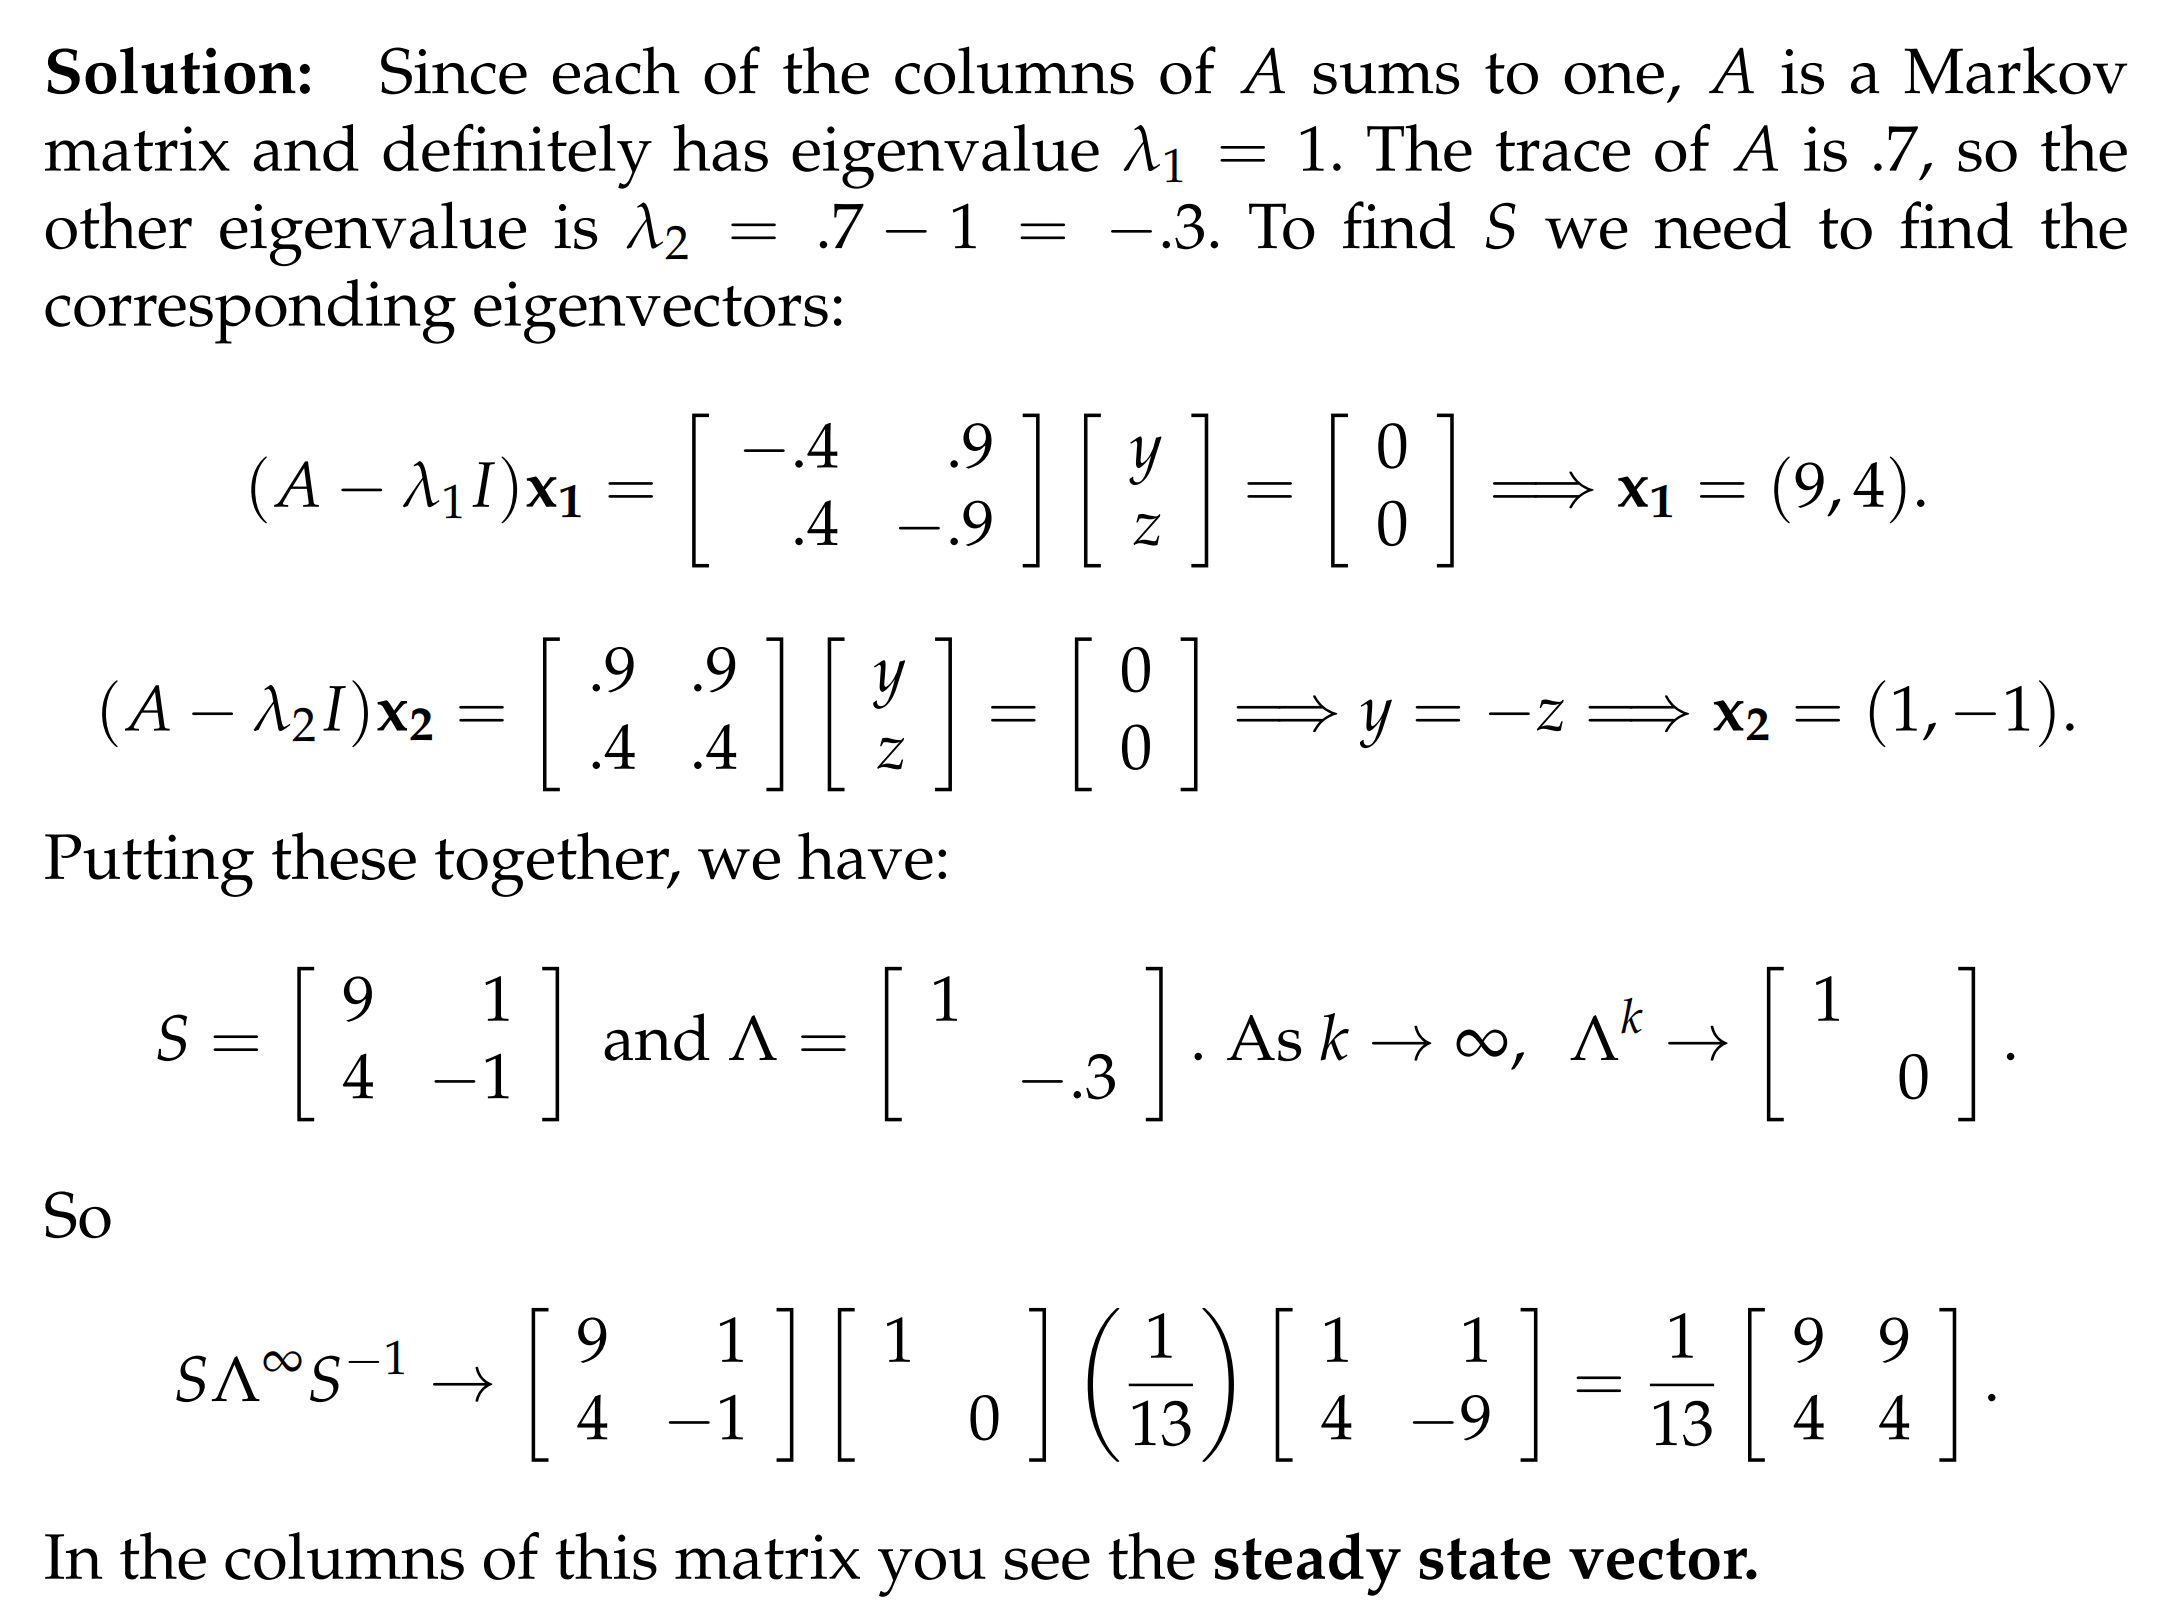 **Solution:** Since each of the columns of $A$ sums to one, $A$ is a Markov
matrix and definitely has eigenvalue $\lambda_1 = 1$. The trace of $A$ is .7, so the
other eigenvalue is $\lambda_2 = .7 - 1 = -.3$. To find $S$ we need to find the
corresponding eigenvectors:
$(A - \lambda_1 I)\mathbf{x_1} = \begin{bmatrix} -.4 & .9 \\ .4 & -.9 \end{bmatrix} \begin{bmatrix} y \\ z \end{bmatrix} = \begin{bmatrix} 0 \\ 0 \end{bmatrix} \Longrightarrow \mathbf{x_1} = (9, 4).$
$(A - \lambda_2 I)\mathbf{x_2} = \begin{bmatrix} .9 & .9 \\ .4 & .4 \end{bmatrix} \begin{bmatrix} y \\ z \end{bmatrix} = \begin{bmatrix} 0 \\ 0 \end{bmatrix} \Longrightarrow y = -z \Longrightarrow \mathbf{x_2} = (1, -1).$
Putting these together, we have:
$S = \begin{bmatrix} 9 & 1 \\ 4 & -1 \end{bmatrix} \text{ and } \Lambda = \begin{bmatrix} 1 & \\ & -.3 \end{bmatrix}. \text{ As } k \to \infty, \ \Lambda^k \to \begin{bmatrix} 1 & \\ & 0 \end{bmatrix}.$
So
$S\Lambda^\infty S^{-1} \to \begin{bmatrix} 9 & 1 \\ 4 & -1 \end{bmatrix} \begin{bmatrix} 1 & \\ & 0 \end{bmatrix} \left(\frac{1}{13}\right) \begin{bmatrix} 1 & 1 \\ 4 & -9 \end{bmatrix} = \frac{1}{13} \begin{bmatrix} 9 & 9 \\ 4 & 4 \end{bmatrix}.$
In the columns of this matrix you see the **steady state vector.**